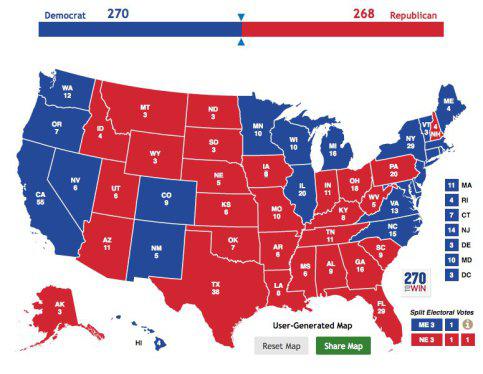 Democrat 270 268 Republican
WA
12
OR
7
CA
55
NV
6
ID
4
MT
3
WY
3
UT
6
AZ
11
CO
9
NM
5
ND
3
SD
3
NE
5
KS
6
OK
7
TX
38
MN
10
IA
6
MO
10
AR
6
LA
8
WI
10
IL
20
MI
16
IN
11
OH
18
KY
8
TN
11
MS
6
AL
9
GA
16
FL
29
SC
9
NC
15
VA
13
WV
5
PA
20
NY
29
VT
3
4
NH
ME
4
AK
3
HI
4
11 MA
4 RI
7 CT
14 NJ
3 DE
10 MD
3 DC
270
TO
WIN
User-Generated Map
Reset Map Share Map
Split Electoral Votes
ME 3 1 i
NE 3 1 1